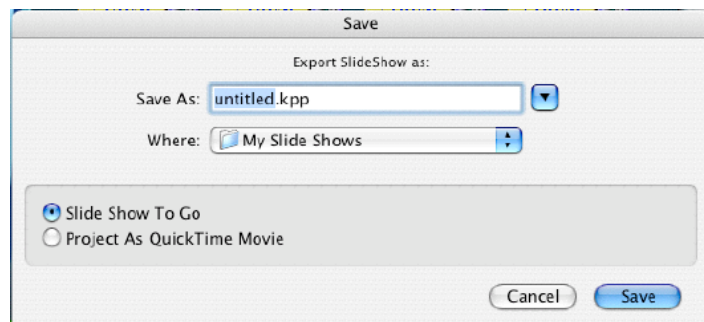 Save
Export SlideShow as:
Save As: untitled.kpp
Where: My Slide Shows
Slide Show To Go
Project As QuickTime Movie
Cancel Save